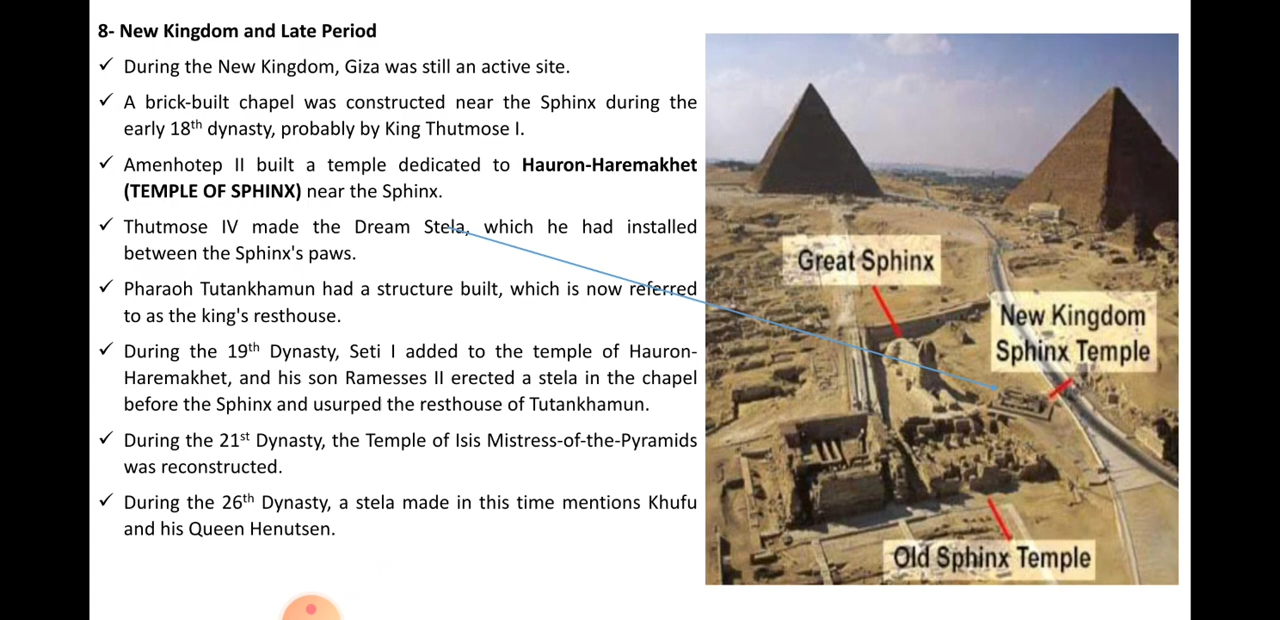 8- New Kingdom and Late Period
✓ During the New Kingdom, Giza was still an active site.
✓ A brick-built chapel was constructed near the Sphinx during the
early 18th dynasty, probably by King Thutmose I.
✓ Amenhotep II built a temple dedicated to Hauron-Haremakhet
(TEMPLE OF SPHINX) near the Sphinx.
✓ Thutmose IV made the Dream Stela, which he had installed
between the Sphinx's paws.
✓ Pharaoh Tutankhamun had a structure built, which is now referred
to as the king's resthouse.
✓ During the 19th Dynasty, Seti I added to the temple of Hauron-
Haremakhet, and his son Ramesses II erected a stela in the chapel
before the Sphinx and usurped the resthouse of Tutankhamun.
✓ During the 21st Dynasty, the Temple of Isis Mistress-of-the-Pyramids
was reconstructed.
✓ During the 26th Dynasty, a stela made in this time mentions Khufu
and his Queen Henutsen.
Great Sphinx
New Kingdom
Sphinx Temple
Old Sphinx Temple